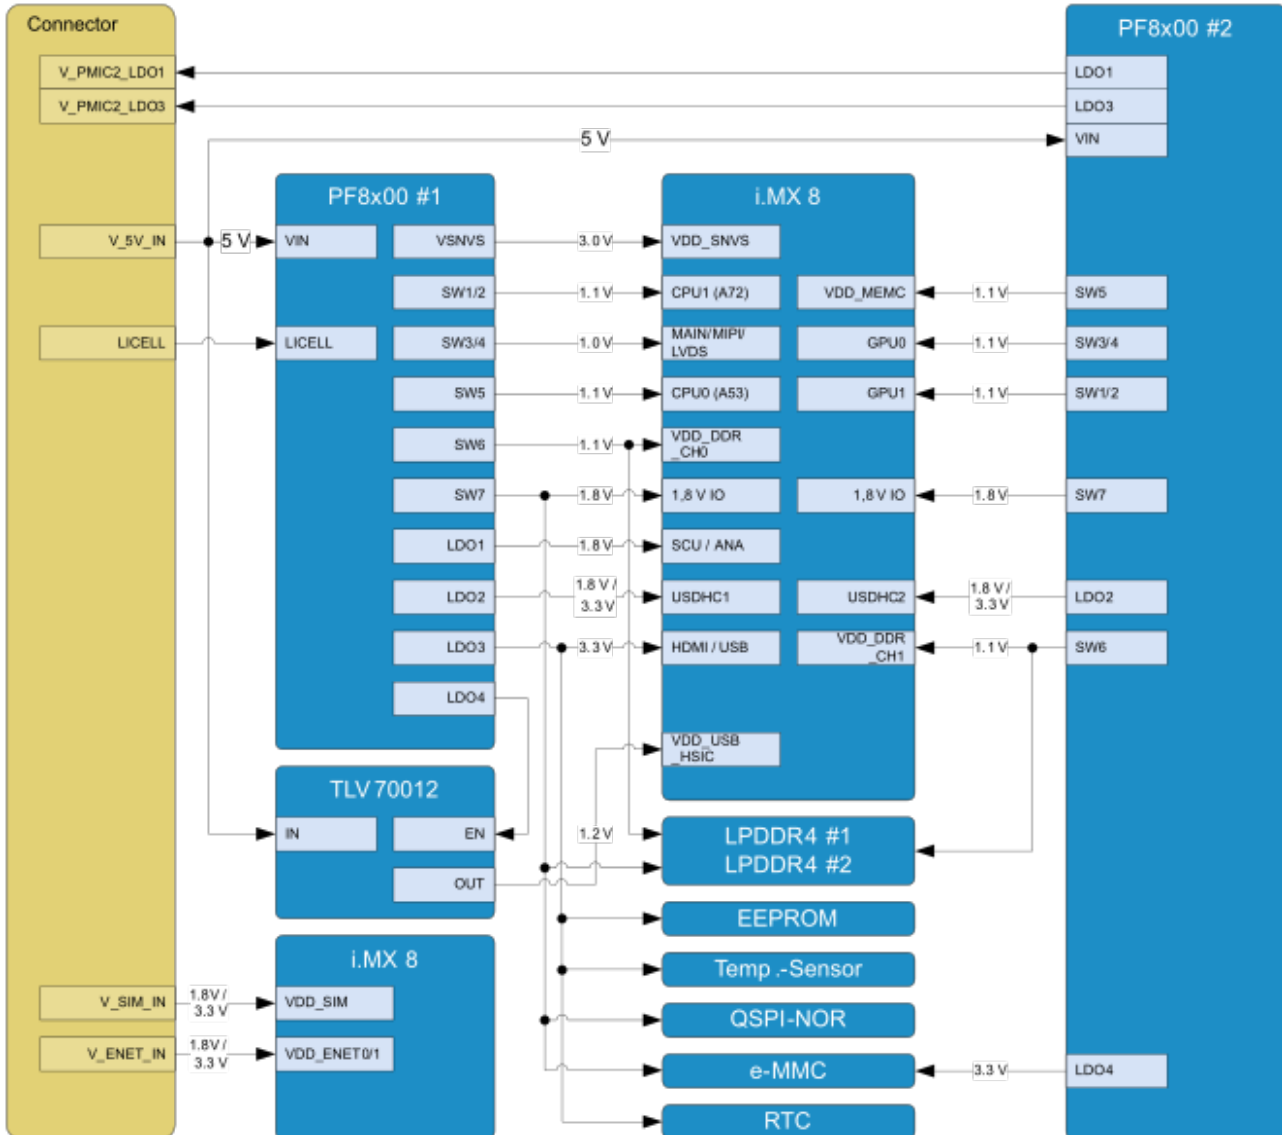 Connector
PF8x00 #2
V_PMIC2_LDO1
LDO1
V_PMIC2_LDO3
LDO3
5 V
VIN
PF8x00 #1
i.MX 8
V_5V_IN
5 V
VIN
VSNVS
3.0 V
VDD_SNVS
SW1/2
1.1 V
CPU1 (A72)
VDD_MEMC
1.1 V
SW5
LICELL
LICELL
SW3/4
1.0 V
MAIN/MIPI/
LVDS
GPU0
1.1 V
SW3/4
SW5
1.1 V
CPU0 (A53)
GPU1
1.1 V
SW1/2
SW6
1.1 V
VDD_DDR
_CH0
SW7
1.8 V
1,8 V IO
1,8 V IO
1.8 V
SW7
LDO1
1.8 V
SCU / ANA
LDO2
1.8 V /
3.3 V
USDHC1
USDHC2
1.8 V /
3.3 V
LDO2
LDO3
3.3 V
HDMI / USB
VDD_DDR
_CH1
1.1 V
SW6
LDO4
VDD_USB
_HSIC
TLV70012
IN
EN
1.2 V
OUT
LPDDR4 #1
LPDDR4 #2
EEPROM
i.MX 8
Temp .-Sensor
V_SIM_IN
1.8V /
3.3 V
VDD_SIM
QSPI-NOR
V_ENET_IN
1.8V /
3.3 V
VDD_ENET0/1
e-MMC
3.3 V
LDO4
RTC